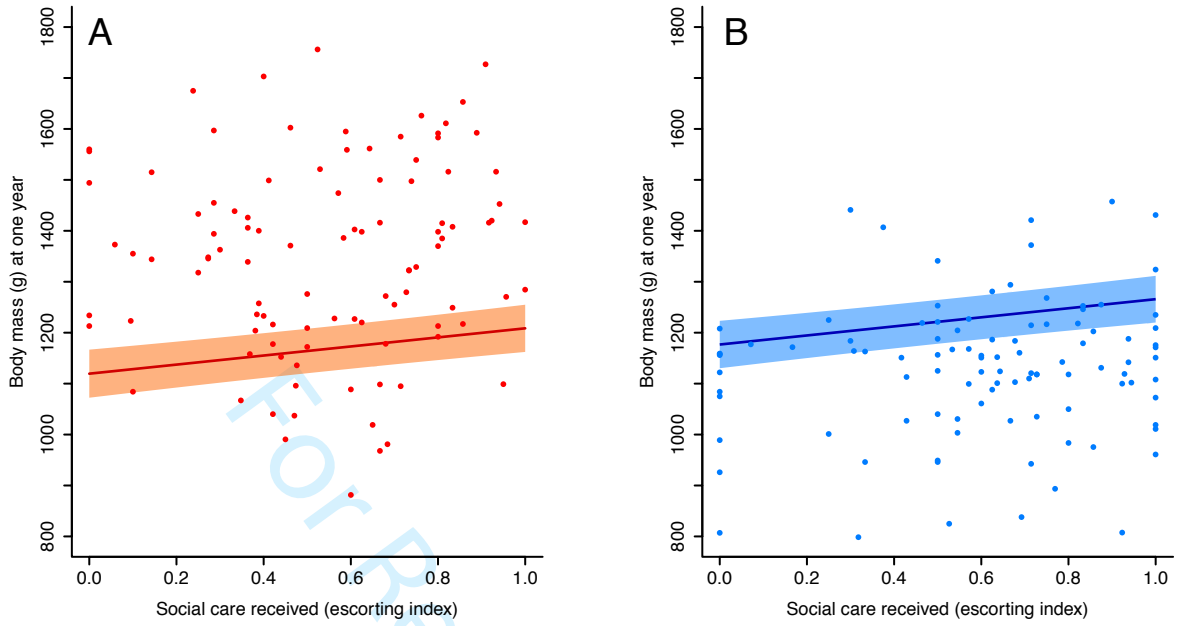 A
B
1800
1600
1400
1200
1000
800
Body mass (g) at one year
0.0 0.2 0.4 0.6 0.8 1.0
Social care received (escorting index)
1800
1600
1400
1200
1000
800
Body mass (g) at one year
0.0 0.2 0.4 0.6 0.8 1.0
Social care received (escorting index)
For Re